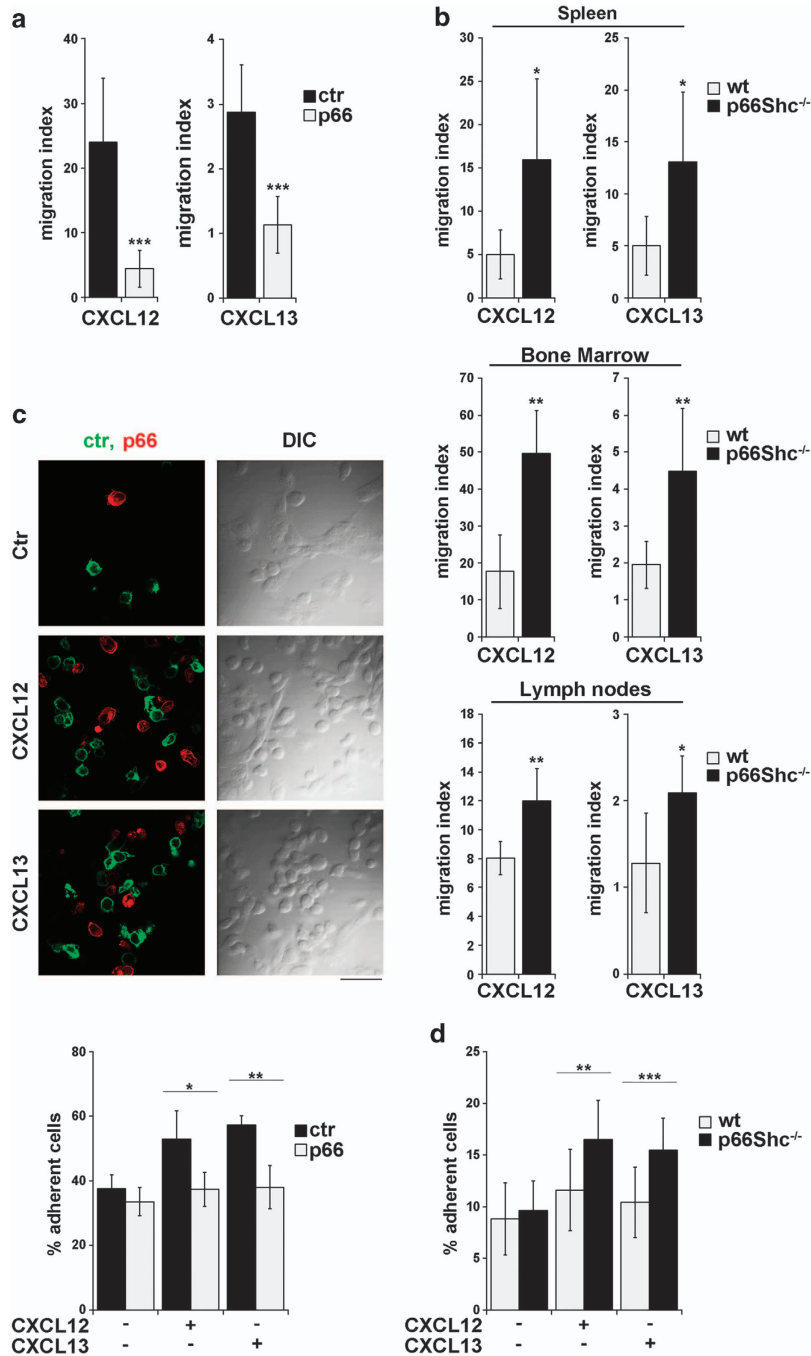 a
migration index
40
30
20
10
0
***
CXCL12
migration index
4
3
2
1
0
***
CXCL13
ctr
p66
b
Spleen
migration index
30
25
20
15
10
5
0
*
CXCL12
migration index
25
20
15
10
5
0
*
CXCL13
wt
p66Shc-/-
Bone Marrow
migration index
70
60
50
40
30
20
10
0
**
CXCL12
migration index
7
6
5
4
3
2
1
0
**
CXCL13
wt
p66Shc-/-
Lymph nodes
migration index
18
16
14
12
10
8
6
4
2
0
**
CXCL12
migration index
3
2
1
0
*
CXCL13
wt
p66Shc-/-
c
ctr, p66
DIC
Ctr
CXCL12
CXCL13
% adherent cells
80
60
40
20
0
*
**
ctr
p66
CXCL12 - + -
CXCL13 - - +
d
% adherent cells
25
20
15
10
5
0
**
***
wt
p66Shc-/-
- + -
- - +